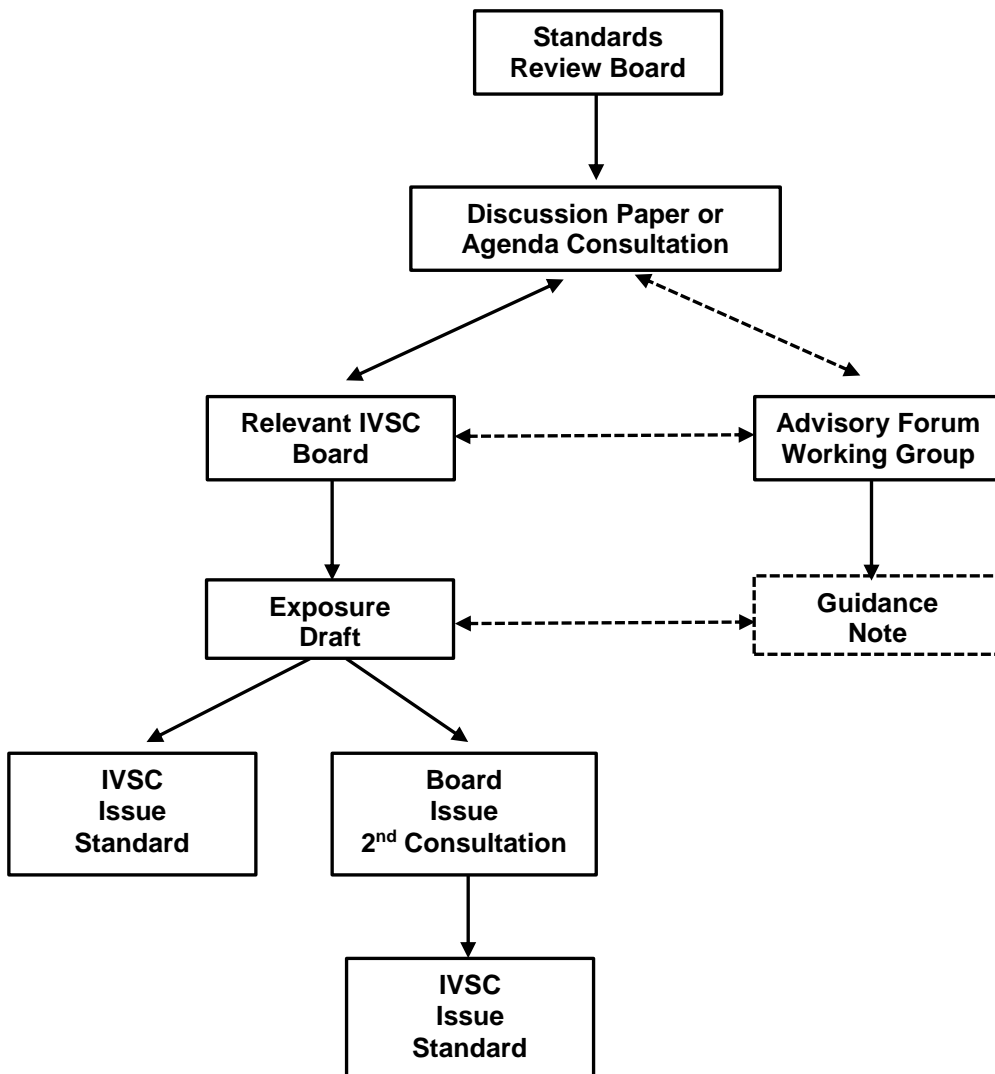 Standards
Review Board
Discussion Paper or
Agenda Consultation
Relevant IVSC
Board
Advisory Forum
Working Group
Exposure
Draft
Guidance
Note
IVSC
Issue
Standard
Board
Issue
2nd Consultation
IVSC
Issue
Standard